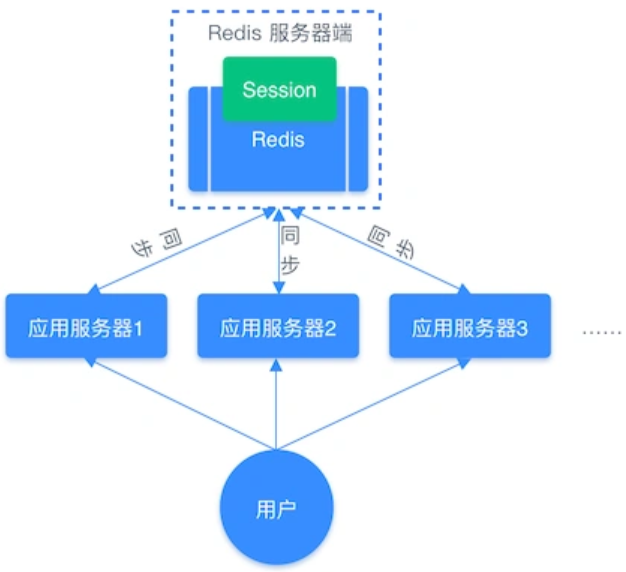 Redis 服务器端
Session
Redis
同步
同步
同步
应用服务器1
应用服务器2
应用服务器3
……
用户